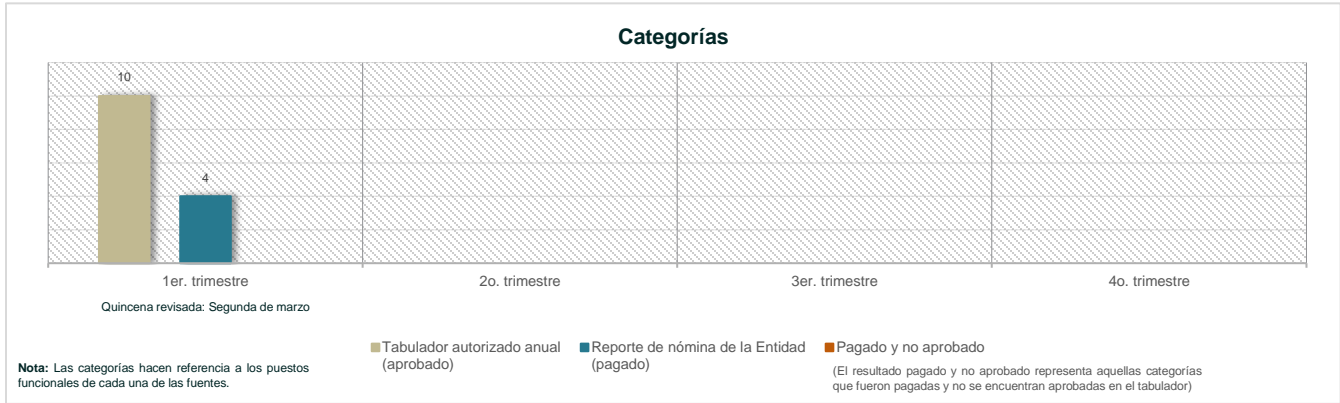 Categorías
10
4
1er. trimestre
2o. trimestre
3er. trimestre
4o. trimestre
Quincena revisada: Segunda de marzo
Tabulador autorizado anual
(aprobado)
Reporte de nómina de la Entidad
(pagado)
Pagado y no aprobado
(El resultado pagado y no aprobado representa aquellas categorías
que fueron pagadas y no se encuentran aprobadas en el tabulador)
Nota: Las categorías hacen referencia a los puestos
funcionales de cada una de las fuentes.